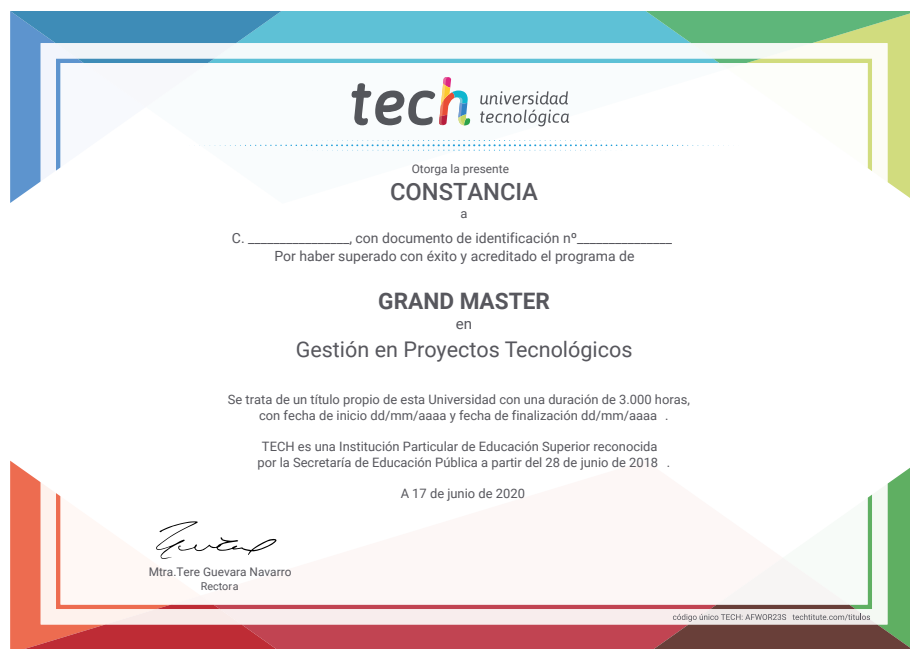 tech universidad
tecnológica
Otorga la presente
CONSTANCIA
a
C. ________________, con documento de identificación nº_______________
Por haber superado con éxito y acreditado el programa de
GRAND MASTER
en
Gestión en Proyectos Tecnológicos
Se trata de un título propio de esta Universidad con una duración de 3.000 horas,
con fecha de inicio dd/mm/aaaa y fecha de finalización dd/mm/aaaa .
TECH es una Institución Particular de Educación Superior reconocida
por la Secretaría de Educación Pública a partir del 28 de junio de 2018 .
A 17 de junio de 2020
Mtra.Tere Guevara Navarro
Rectora
código único TECH: AFWOR23S techtitute.com/titulos